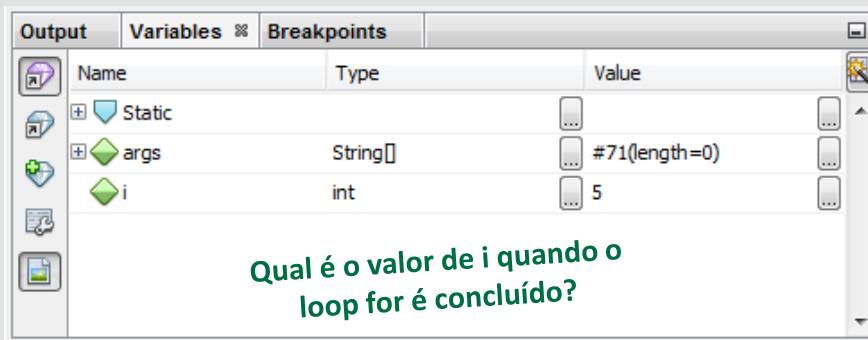 Output Variables Breakpoints
Name Type Value
Static
args String[] #71(length=0)
i int 5
Qual é o valor de i quando o
loop for é concluído?